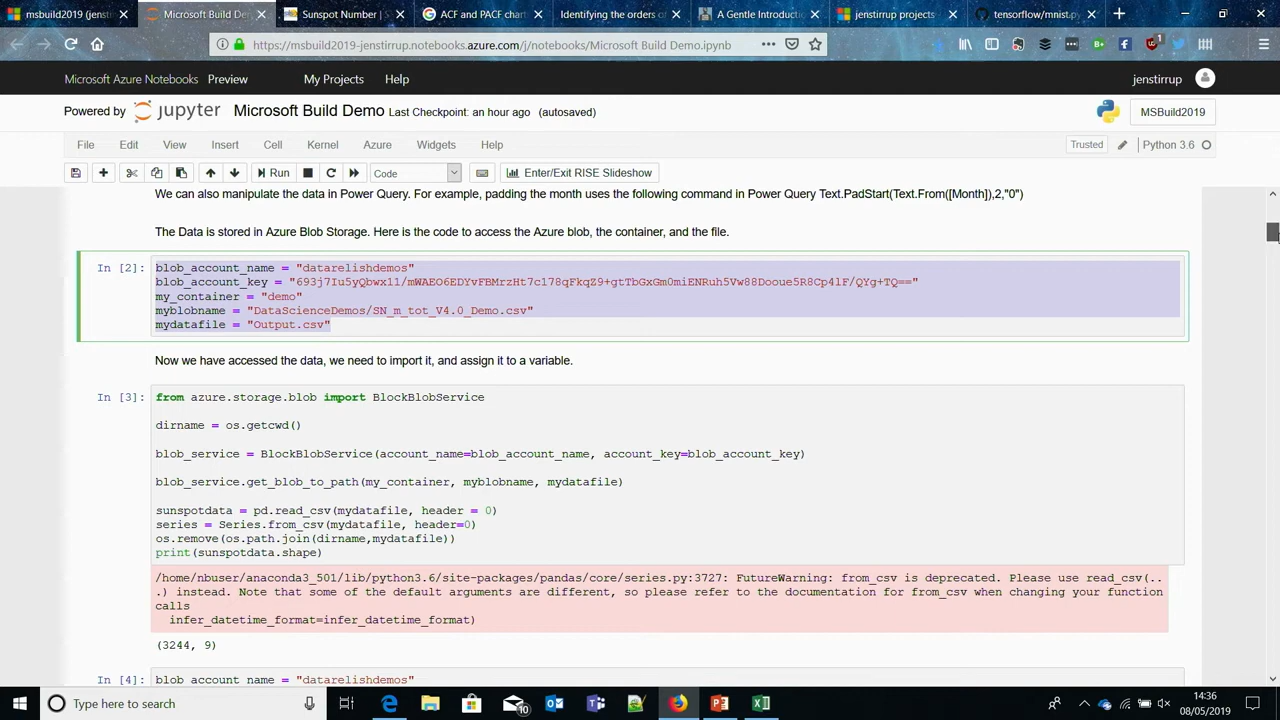 msbuild2019 (jenstirrup
Microsoft Build Dem
Sunspot Number | S
ACF and PACF char
Identifying the orders o
A Gentle Introducti
jenstirrup projects
tensorflow/mnist.py
https://msbuild2019-jenstirrup.notebooks.azure.com/j/notebooks/Microsoft Build Demo.ipynb
Microsoft Azure Notebooks Preview My Projects Help jenstirrup
Powered by jupyter Microsoft Build Demo Last Checkpoint: an hour ago (autosaved) MSBuild2019
File Edit View Insert Cell Kernel Azure Widgets Help Trusted Python 3.6
Run Code Enter/Exit RISE Slideshow
We can also manipulate the data in Power Query. For example, padding the month uses the following command in Power Query Text.PadStart(Text.From([Month]),2,"0")
The Data is stored in Azure Blob Storage. Here is the code to access the Azure blob, the container, and the file.
In [2]: blob_account_name = "datarelishdemos"
blob_account_key =
my_container = "demo"
myblobname = "DataScienceDemos/SN_m_tot_V4.0_Demo.csv"
mydatafile = "Output.csv"
Now we have accessed the data, we need to import it, and assign it to a variable.
In [3]: from azure.storage.blob import BlockBlobService
dirname = os.getcwd()
blob_service = BlockBlobService(account_name=blob_account_name, account_key=blob_account_key)
blob_service.get_blob_to_path(my_container, myblobname, mydatafile)
sunspotdata = pd.read_csv(mydatafile, header = 0)
series = Series.from_csv(mydatafile, header=0)
os.remove(os.path.join(dirname,mydatafile))
print(sunspotdata.shape)
/home/nbuser/anaconda3_501/lib/python3.6/site-packages/pandas/core/series.py:3727: FutureWarning: from_csv is deprecated. Please use read_csv(..
.) instead. Note that some of the default arguments are different, so please refer to the documentation for from_csv when changing your function
calls
infer_datetime_format=infer_datetime_format)
(3244, 9)
In [4]: blob_account_name = "datarelishdemos"
Type here to search
10
14:36
08/05/2019